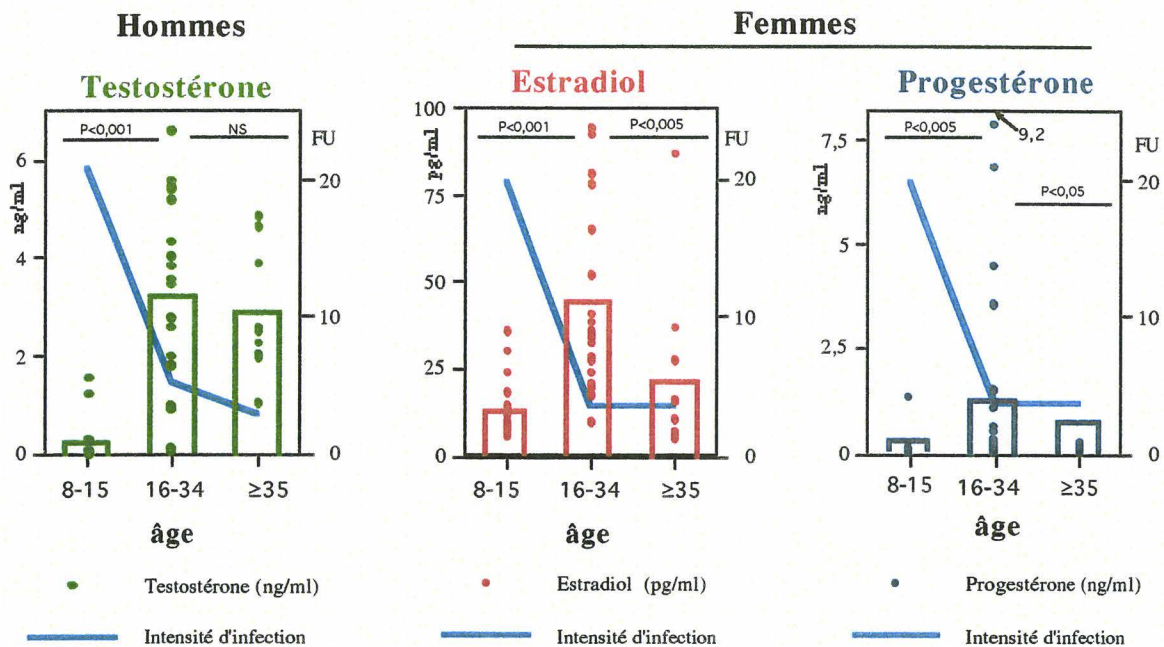 Hommes
Femmes
Testostérone
Estradiol
Progestérone
P<0,001
NS
FU
6
4
2
0
ng/ml
20
10
0
8-15
16-34
≥35
âge
100
75
50
25
0
pg/ml
P<0,001
P<0,005
20
10
0
8-15
16-34
≥35
âge
7,5
5
2,5
0
ng/ml
P<0,005
9,2
P<0,05
FU
20
10
0
8-15
16-34
≥35
âge
Testostérone (ng/ml)
Intensité d'infection
Estradiol (pg/ml)
Intensité d'infection
Progestérone (ng/ml)
Intensité d'infection